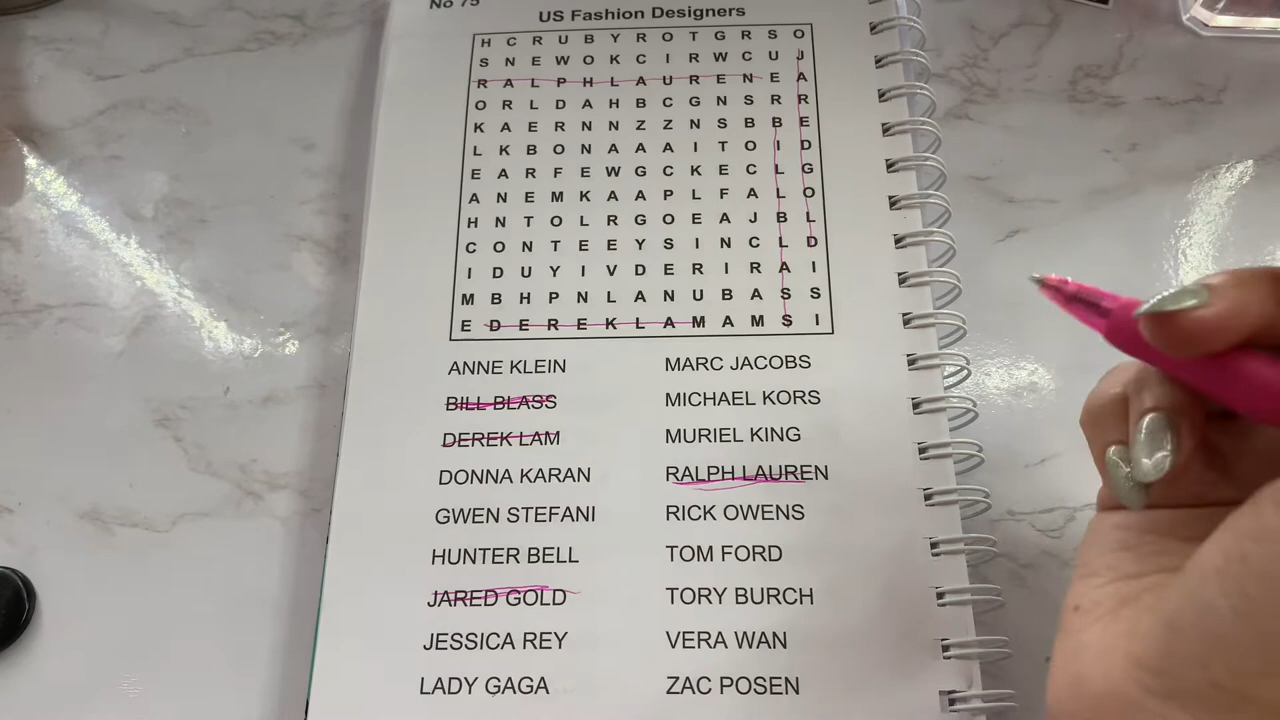 No 75
US Fashion Designers
H C R U B Y R O T G R S O
S N E W O K C I R W C U J
R A L P H L A U R E N E A
O R L D A H B C G N S R R
K A E R N N Z Z N S B B E
L K B O N A A A I T O I D
E A R F E W G C K E C L G
A N E M K A A P L F A L O
H N T O L R G O E A J B L
C O N T E E Y S I N C L D
I D U Y I V D E R I R A I
M B H P N L A N U B A S S
E D E R E K L A M A M S I
ANNE KLEIN MARC JACOBS
BILL BLASS MICHAEL KORS
DEREK LAM MURIEL KING
DONNA KARAN RALPH LAUREN
GWEN STEFANI RICK OWENS
HUNTER BELL TOM FORD
JARED GOLD TORY BURCH
JESSICA REY VERA WAN
LADY GAGA ZAC POSEN